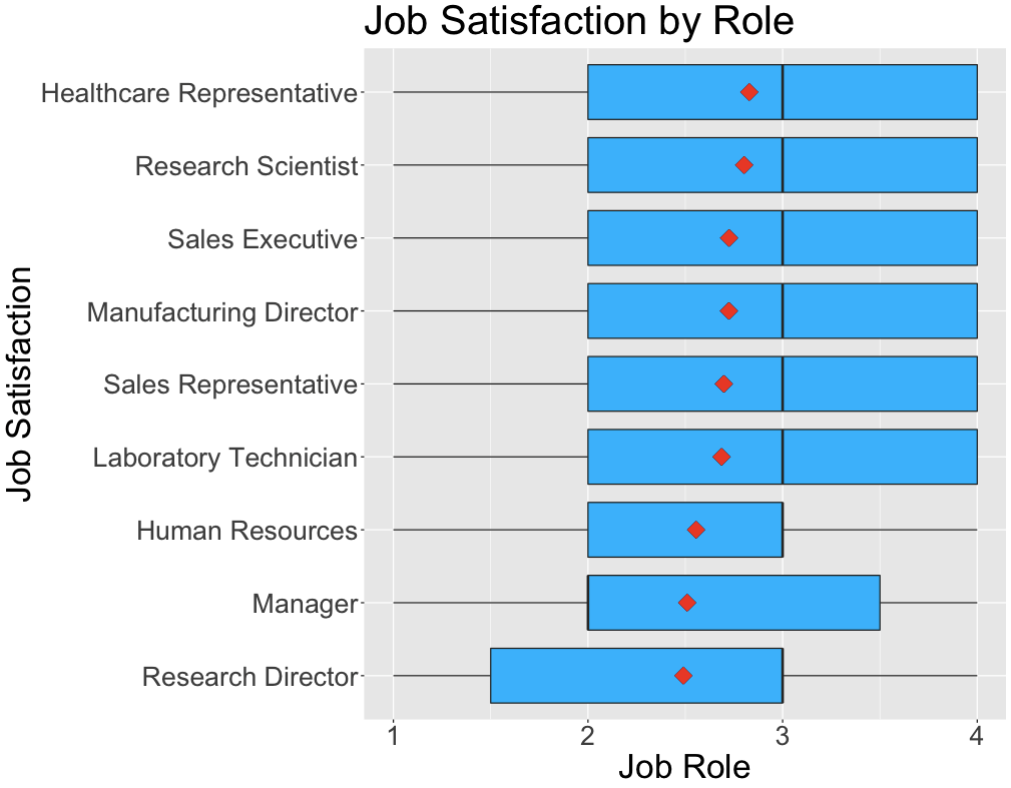 Job Satisfaction by Role
Job Satisfaction
Healthcare Representative
Research Scientist
Sales Executive
Manufacturing Director
Sales Representative
Laboratory Technician
Human Resources
Manager
Research Director
1 2 3 4
Job Role